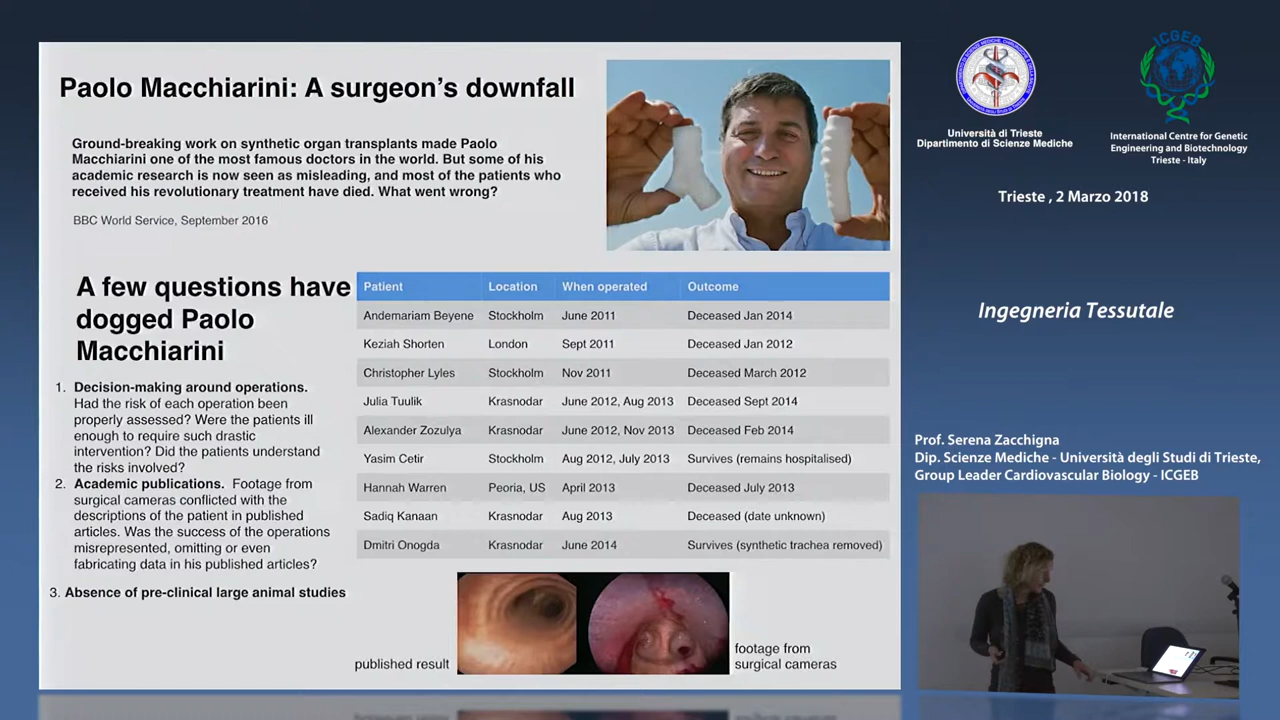 Paolo Macchiarini: A surgeon's downfall
Ground-breaking work on synthetic organ transplants made Paolo
Macchiarini one of the most famous doctors in the world. But some of his
academic research is now seen as misleading, and most of the patients who
received his revolutionary treatment have died. What went wrong?
BBC World Service, September 2016
A few questions have
dogged Paolo
Macchiarini
1. Decision-making around operations.
Had the risk of each operation been
properly assessed? Were the patients ill
enough to require such drastic
intervention? Did the patients understand
the risks involved?
2. Academic publications. Footage from
surgical cameras conflicted with the
descriptions of the patient in published
articles. Was the success of the operations
misrepresented, omitting or even
fabricating data in his published articles?
3. Absence of pre-clinical large animal studies
Patient Location When operated Outcome
Andemariam Beyene Stockholm June 2011 Deceased Jan 2014
Keziah Shorten London Sept 2011 Deceased Jan 2012
Christopher Lyles Stockholm Nov 2011 Deceased March 2012
Julia Tuulik Krasnodar June 2012, Aug 2013 Deceased Sept 2014
Alexander Zozulya Krasnodar June 2012, Nov 2013 Deceased Feb 2014
Yasim Cetir Stockholm Aug 2012, July 2013 Survives (remains hospitalised)
Hannah Warren Peoria, US April 2013 Deceased July 2013
Sadiq Kanaan Krasnodar Aug 2013 Deceased (date unknown)
Dmitri Onogda Krasnodar June 2014 Survives (synthetic trachea removed)
published result
footage from
surgical cameras
Università di Trieste
Dipartimento di Scienze Mediche
ICGEB
International Centre for Genetic
Engineering and Biotechnology
Trieste - Italy
Trieste , 2 Marzo 2018
Ingegneria Tessutale
Prof. Serena Zacchigna
Dip. Scienze Mediche - Università degli Studi di Trieste,
Group Leader Cardiovascular Biology - ICGEB